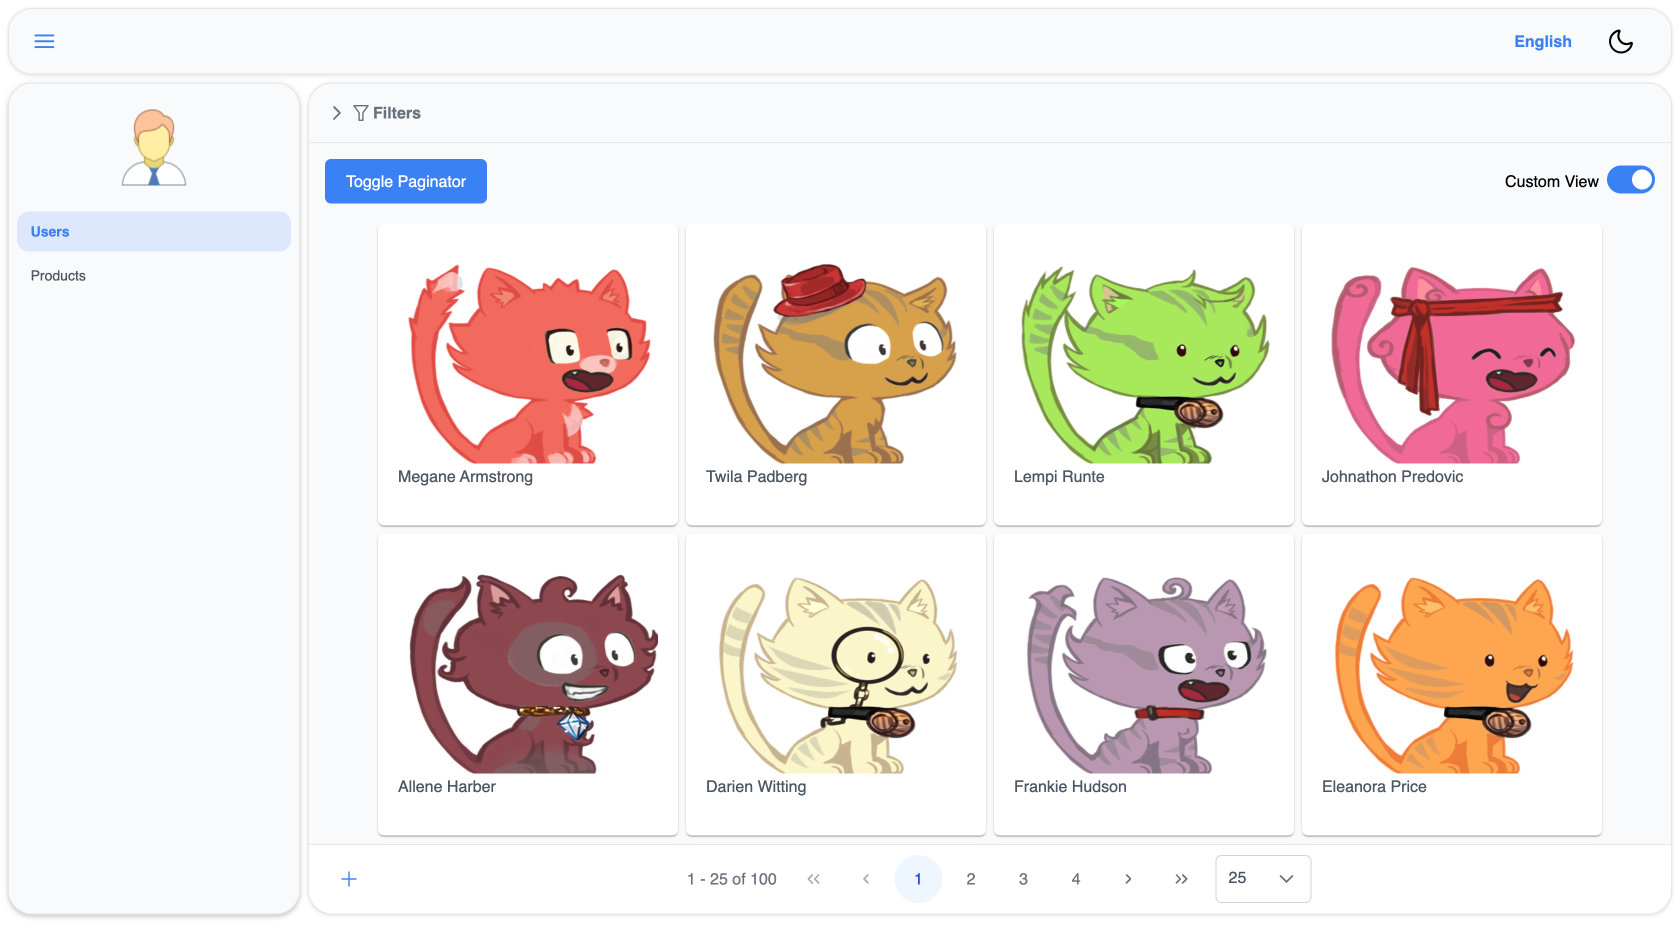 English
Users
Products
Filters
Toggle Paginator
Custom View
Megane Armstrong
Twila Padberg
Lempi Runte
Johnathon Predovic
Allene Harber
Darien Witting
Frankie Hudson
Eleanora Price
1 - 25 of 100
1
2
3
4
25